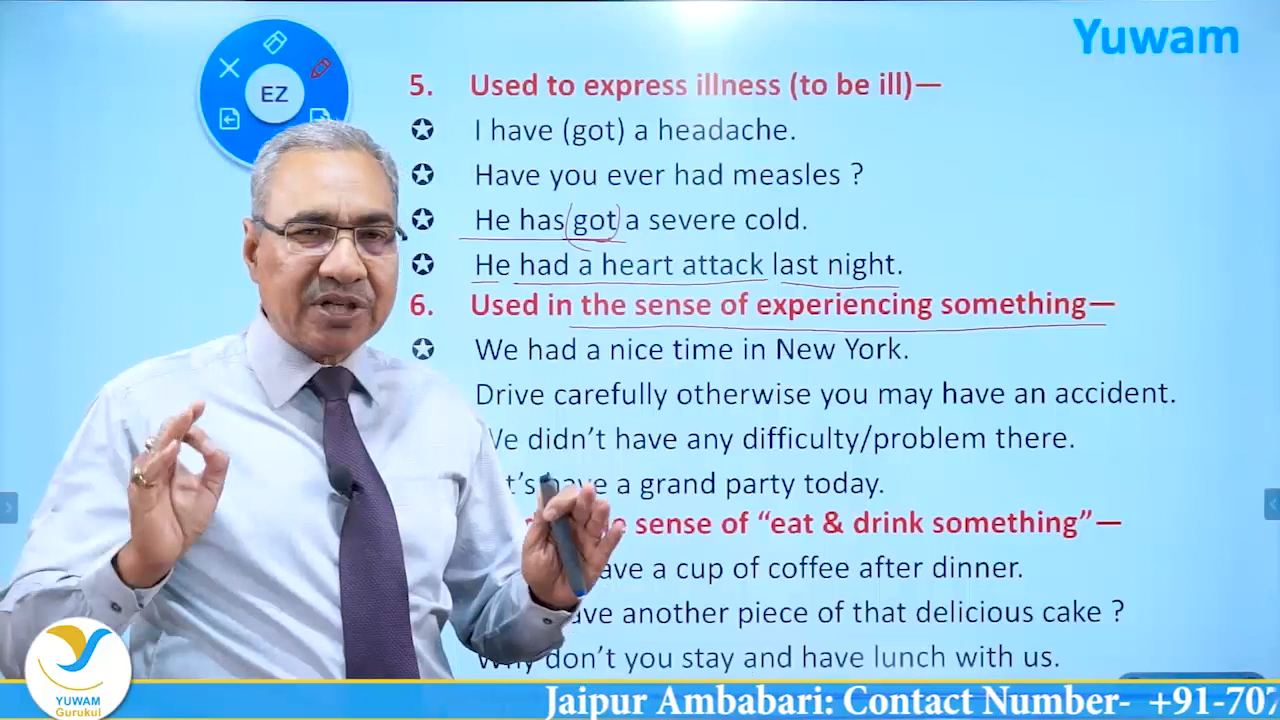 Yuwam
EZ
5. Used to express illness (to be ill)—
I have (got) a headache.
Have you ever had measles ?
He has got a severe cold.
He had a heart attack last night.
6. Used in the sense of experiencing something—
We had a nice time in New York.
Drive carefully otherwise you may have an accident.
We didn't have any difficulty/problem there.
have a grand party today.
sense of "eat & drink something"—
have a cup of coffee after dinner.
have another piece of that delicious cake ?
Why don't you stay and have lunch with us.
YUWAM
Gurukul
Jaipur Ambabari: Contact Number- +91-707